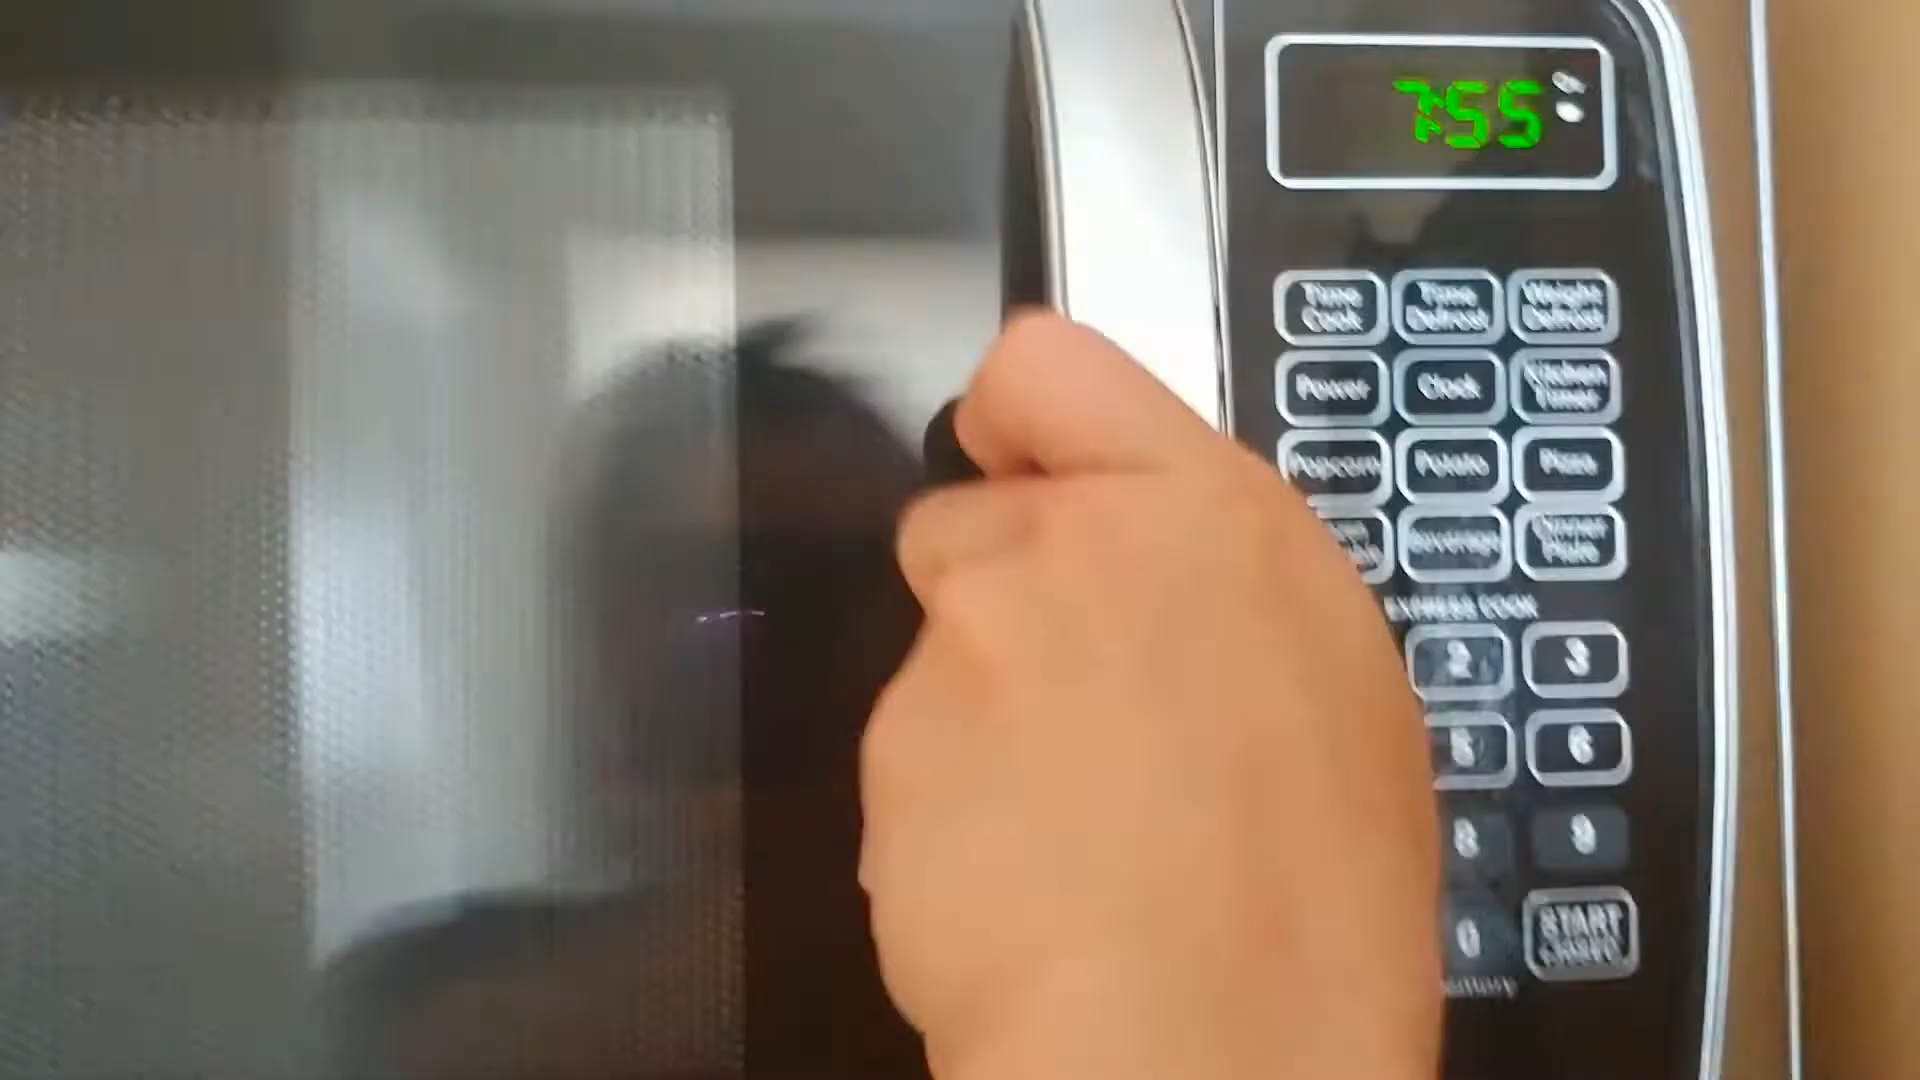 7:55
Time Cook
Time Defrost
Weight Defrost
Power
Clock
Kitchen Timer
Popcorn
Potato
Pizza
Beverage
Dinner Plate
EXPRESS COOK
2
3
5
6
8
9
0
START